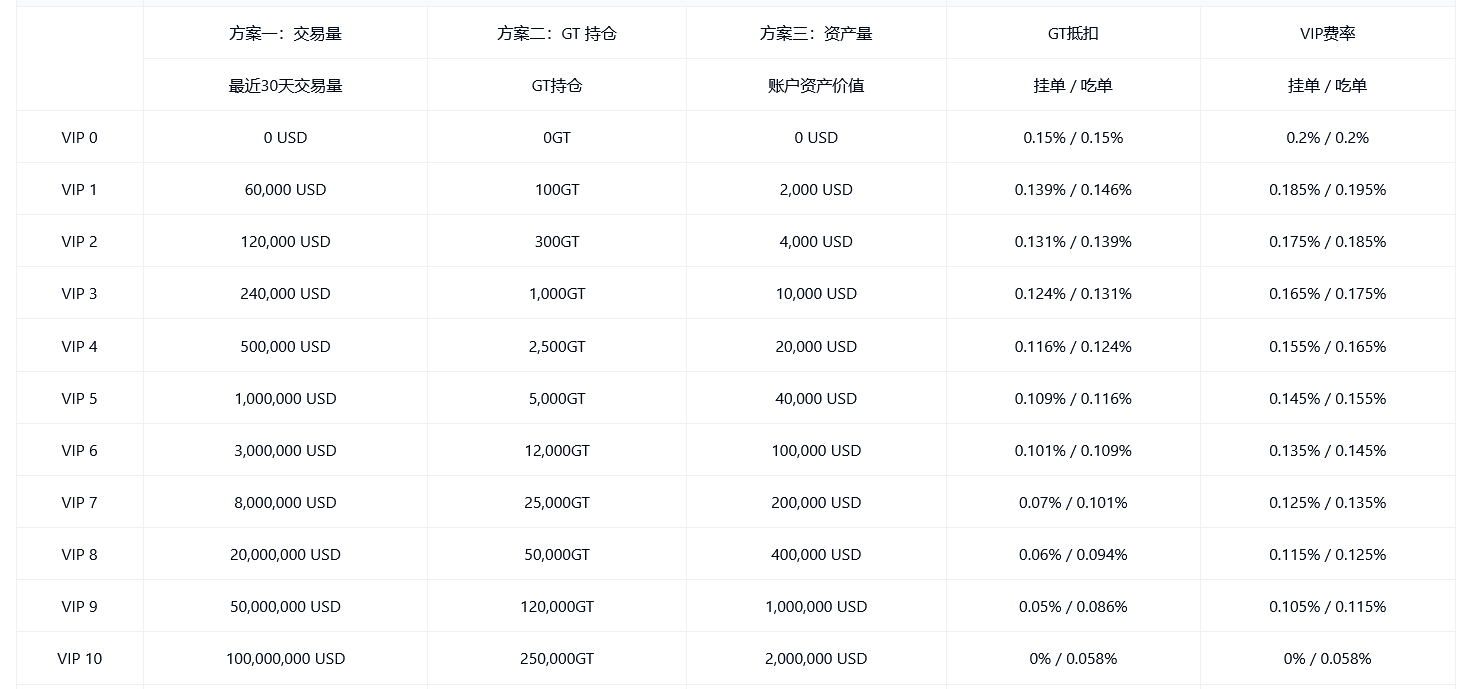 方案一：交易量 方案二：GT 持仓 方案三：资产量 GT抵扣 VIP费率
最近30天交易量 GT持仓 账户资产价值 挂单 / 吃单 挂单 / 吃单
VIP 0 0 USD 0GT 0 USD 0.15% / 0.15% 0.2% / 0.2%
VIP 1 60,000 USD 100GT 2,000 USD 0.139% / 0.146% 0.185% / 0.195%
VIP 2 120,000 USD 300GT 4,000 USD 0.131% / 0.139% 0.175% / 0.185%
VIP 3 240,000 USD 1,000GT 10,000 USD 0.124% / 0.131% 0.165% / 0.175%
VIP 4 500,000 USD 2,500GT 20,000 USD 0.116% / 0.124% 0.155% / 0.165%
VIP 5 1,000,000 USD 5,000GT 40,000 USD 0.109% / 0.116% 0.145% / 0.155%
VIP 6 3,000,000 USD 12,000GT 100,000 USD 0.101% / 0.109% 0.135% / 0.145%
VIP 7 8,000,000 USD 25,000GT 200,000 USD 0.07% / 0.101% 0.125% / 0.135%
VIP 8 20,000,000 USD 50,000GT 400,000 USD 0.06% / 0.094% 0.115% / 0.125%
VIP 9 50,000,000 USD 120,000GT 1,000,000 USD 0.05% / 0.086% 0.105% / 0.115%
VIP 10 100,000,000 USD 250,000GT 2,000,000 USD 0% / 0.058% 0% / 0.058%